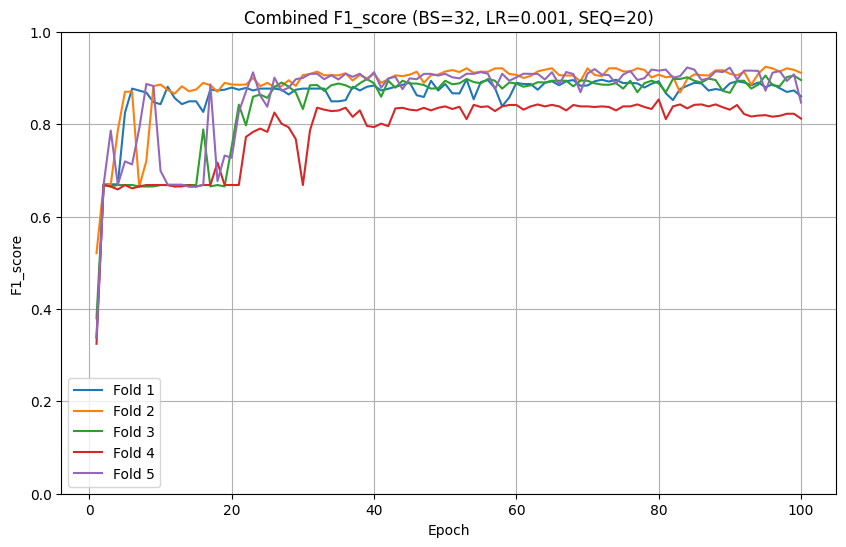 Combined F1_score (BS=32, LR=0.001, SEQ=20)
F1_score
1.0
0.8
0.6
0.4
0.2
0.0
Fold 1
Fold 2
Fold 3
Fold 4
Fold 5
0 20 40 60 80 100
Epoch